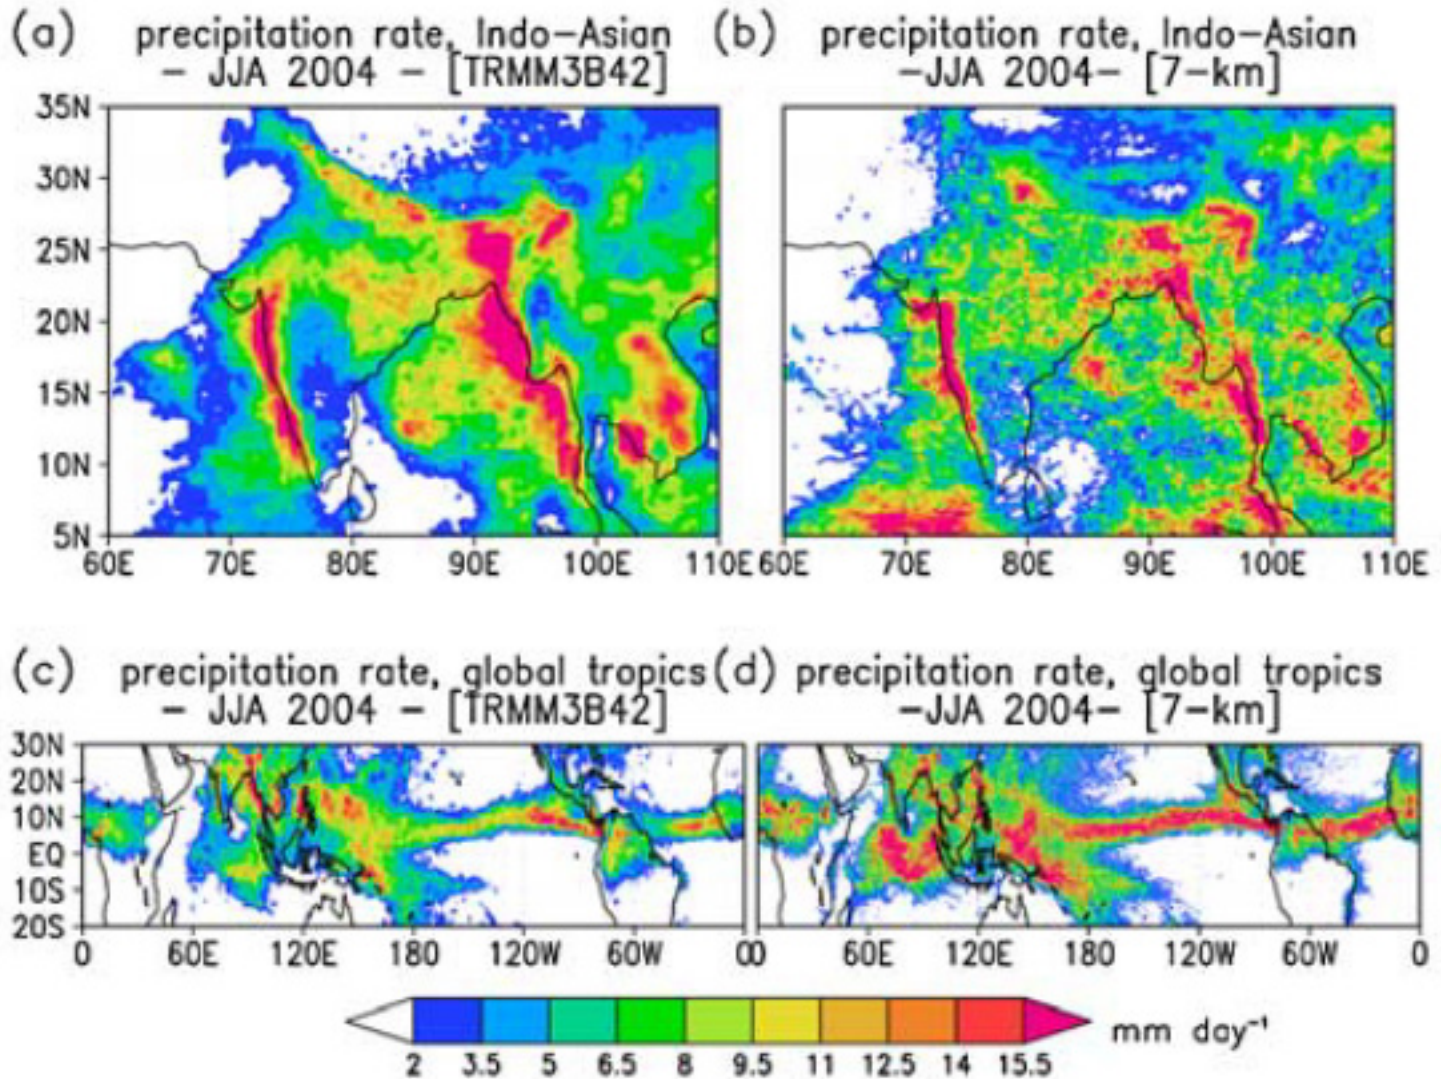 (a) precipitation rate, Indo-Asian
- JJA 2004 - [TRMM3B42]
(b) precipitation rate, Indo-Asian
-JJA 2004- [7-km]
35N
30N
25N
20N
15N
10N
5N
60E 70E 80E 90E 100E 110E
60E 70E 80E 90E 100E 110E
(c) precipitation rate, global tropics
- JJA 2004 - [TRMM3B42]
(d) precipitation rate, global tropics
-JJA 2004- [7-km]
30N
20N
10N
EQ
10S
20S
0 60E 120E 180 120W 60W 0
0 60E 120E 180 120W 60W 0
2 3.5 5 6.5 8 9.5 11 12.5 14 15.5
mm day⁻¹